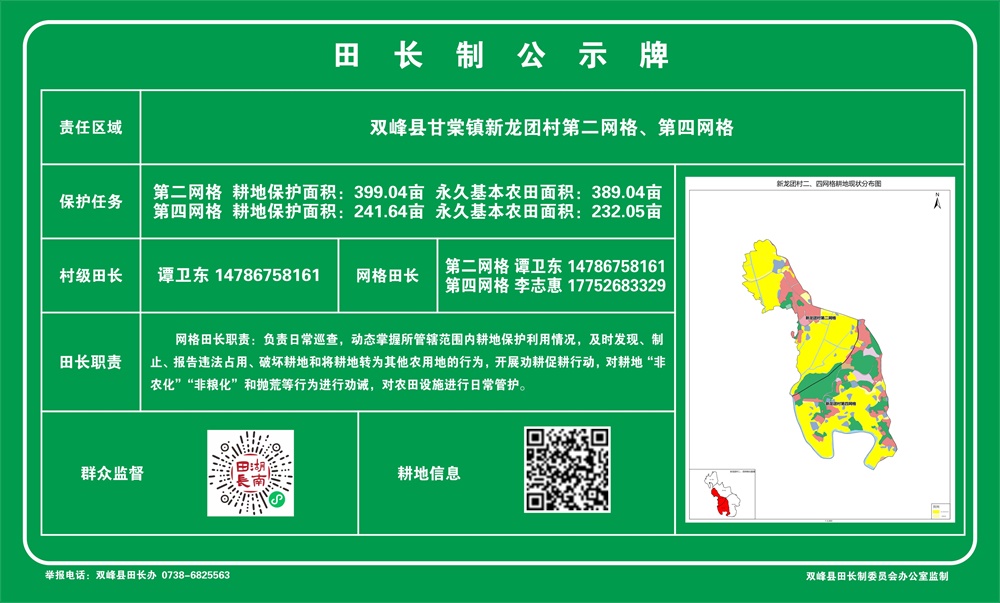 田长制公示牌
责任区域
双峰县甘棠镇新龙团村第二网格、第四网格
保护任务
第二网格 耕地保护面积：399.04亩 永久基本农田面积：389.04亩
第四网格 耕地保护面积：241.64亩 永久基本农田面积：232.05亩
村级田长
谭卫东 14786758161
网格田长
第二网格 谭卫东 14786758161
第四网格 李志惠 17752683329
田长职责
网格田长职责：负责日常巡查，动态掌握所管辖范围内耕地保护利用情况，及时发现、制
止、报告违法占用、破坏耕地和将耕地转为其他农用地的行为，开展劝耕促耕行动，对耕地“非
农化”“非粮化”和抛荒等行为进行劝诫，对农田设施进行日常管护。
新龙团村二、四网格耕地现状分布图
N
新龙团村第二网格
新龙团村第四网格
群众监督
湖南田长
耕地信息
举报电话：双峰县田长办 0738-6825563
双峰县田长制委员会办公室监制